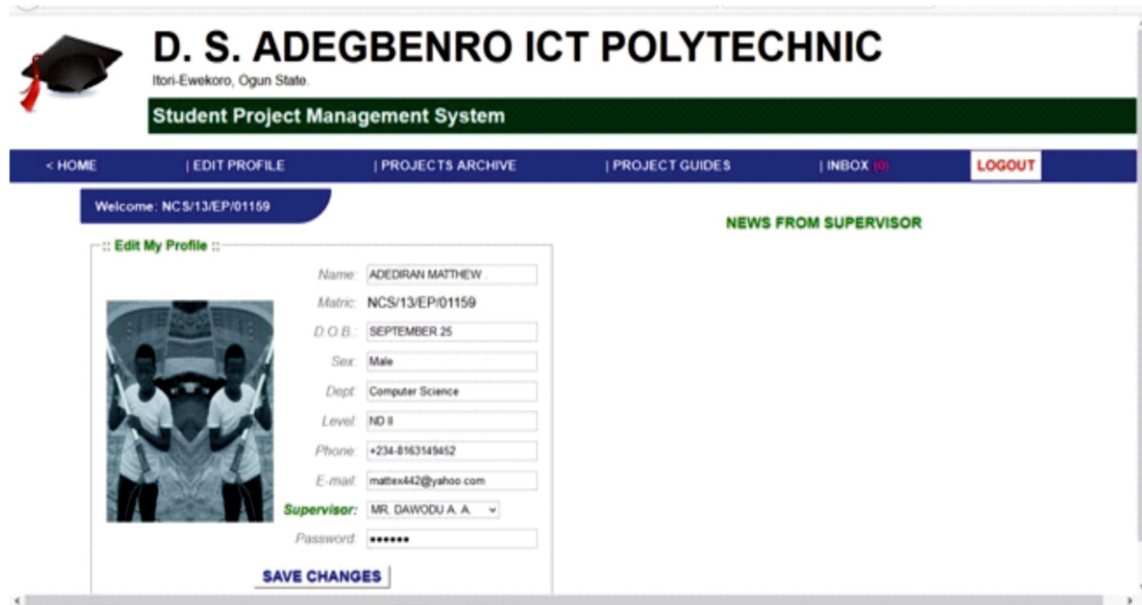 D. S. ADEGBENRO ICT POLYTECHNIC
Itori-Ewekoro, Ogun State.
Student Project Management System
< HOME | EDIT PROFILE | PROJECTS ARCHIVE | PROJECT GUIDES | INBOX (0) LOGOUT
Welcome: NCS/13/EP/01159
NEWS FROM SUPERVISOR
:: Edit My Profile ::
Name: ADEDIRAN MATTHEW .
Matric: NCS/13/EP/01159
D.O.B.: SEPTEMBER 25
Sex: Male
Dept: Computer Science
Level: ND II
Phone: +234-8163149452
E-mail: mattex442@yahoo.com
Supervisor: MR. DAWODU A. A.
Password: ●●●●●●
SAVE CHANGES